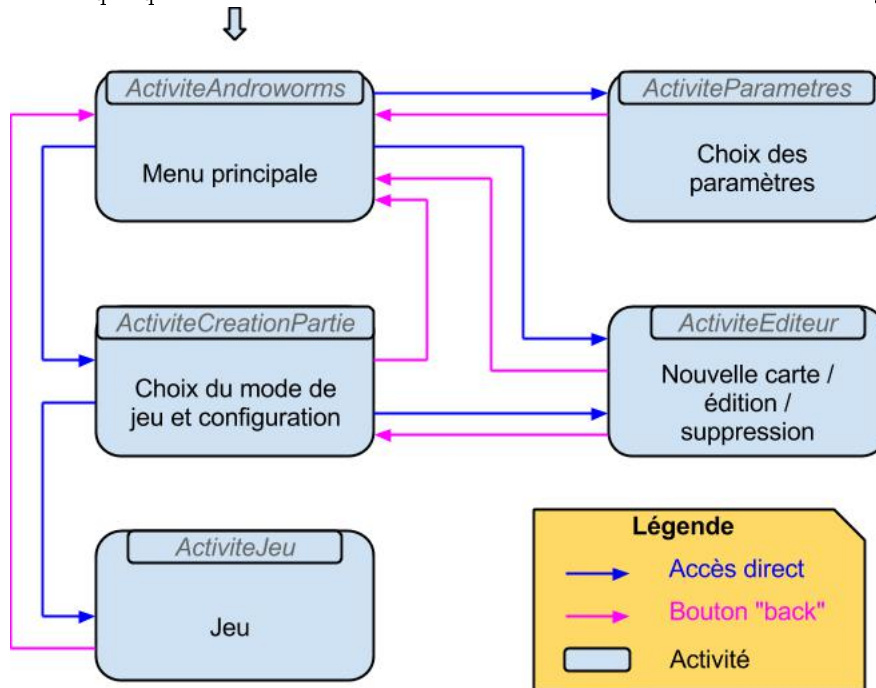 ActiviteAndroworms
Menu principale
ActiviteParametres
Choix des
paramètres
ActiviteCreationPartie
Choix du mode de
jeu et configuration
ActiviteEditeur
Nouvelle carte /
édition /
suppression
ActiviteJeu
Jeu
Légende
Accès direct
Bouton "back"
Activité